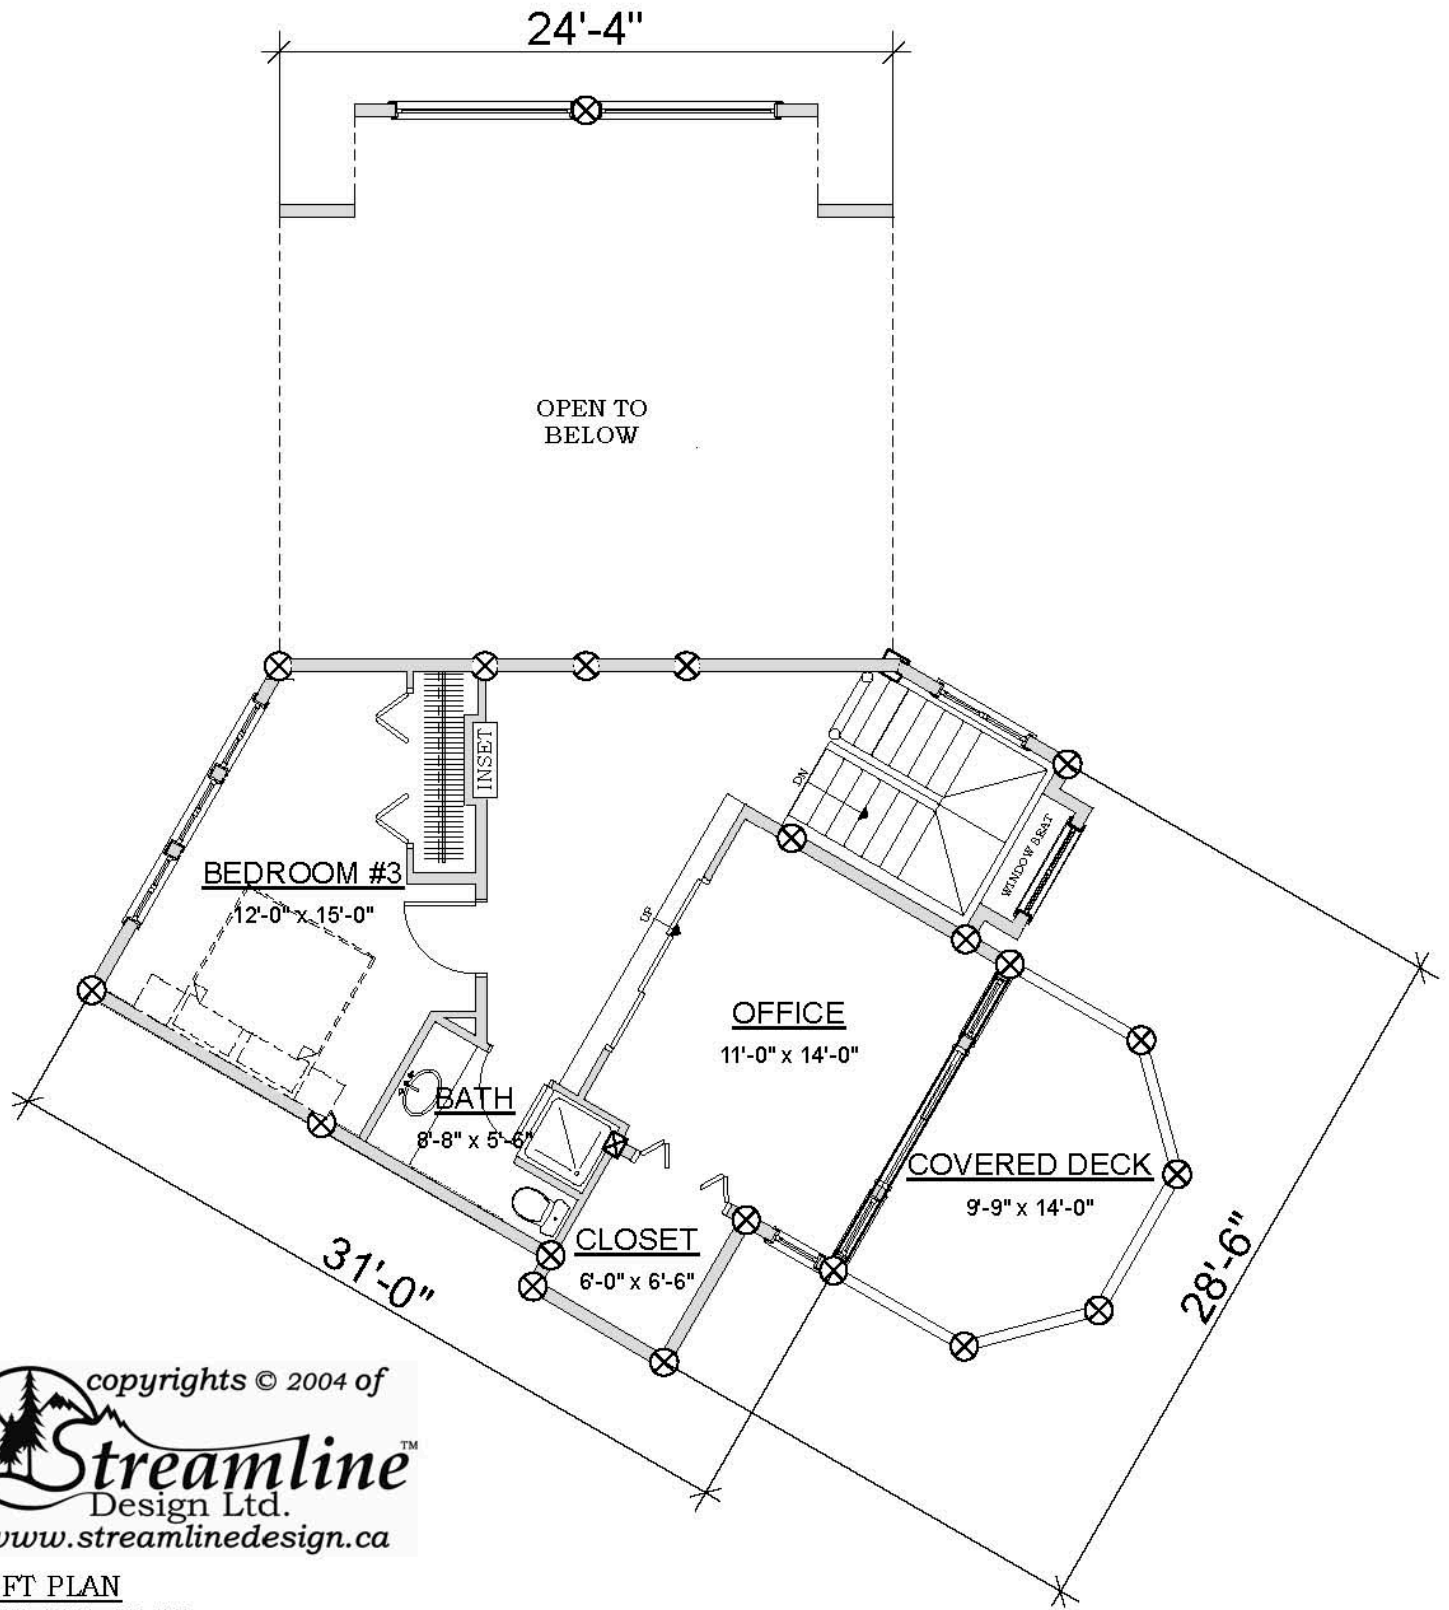 24'-4"
OPEN TO
BELOW
INSET
DN
WINDOW SEAT
BEDROOM #3
12'-0" x 15'-0"
UP
OFFICE
11'-0" x 14'-0"
BATH
8'-8" x 5'-6"
COVERED DECK
9'-9" x 14'-0"
CLOSET
6'-0" x 6'-6"
31'-0"
28'-6"
copyrights © 2004 of
Streamline™
Design Ltd.
www.streamlinedesign.ca
FT PLAN